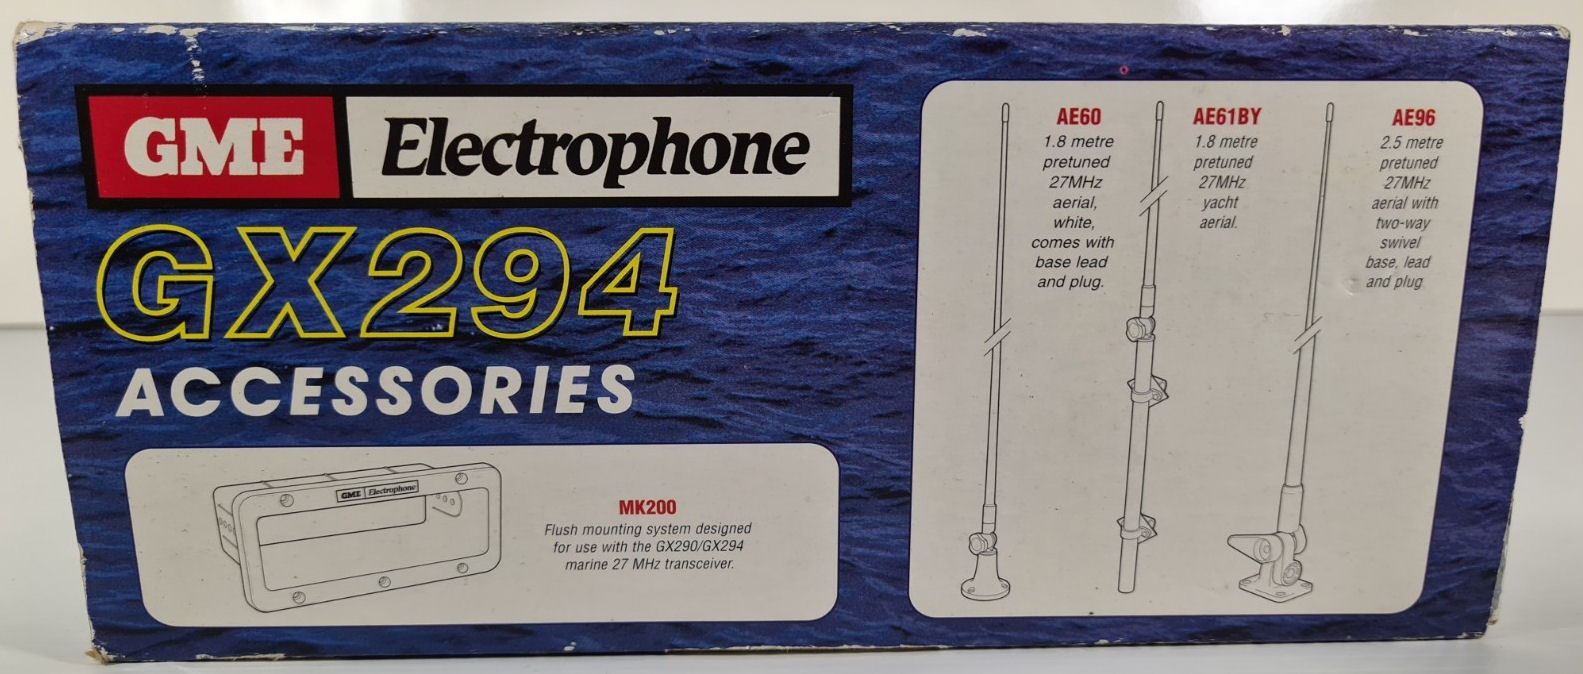 GME Electrophone
GX294
ACCESSORIES
GME Electrophone
MK200
Flush mounting system designed
for use with the GX290/GX294
marine 27 MHz transceiver.
AE60
1.8 metre
pretuned
27MHz
aerial,
white,
comes with
base lead
and plug.
AE61BY
1.8 metre
pretuned
27MHz
yacht
aerial.
AE96
2.5 metre
pretuned
27MHz
aerial with
two-way
swivel
base, lead
and plug